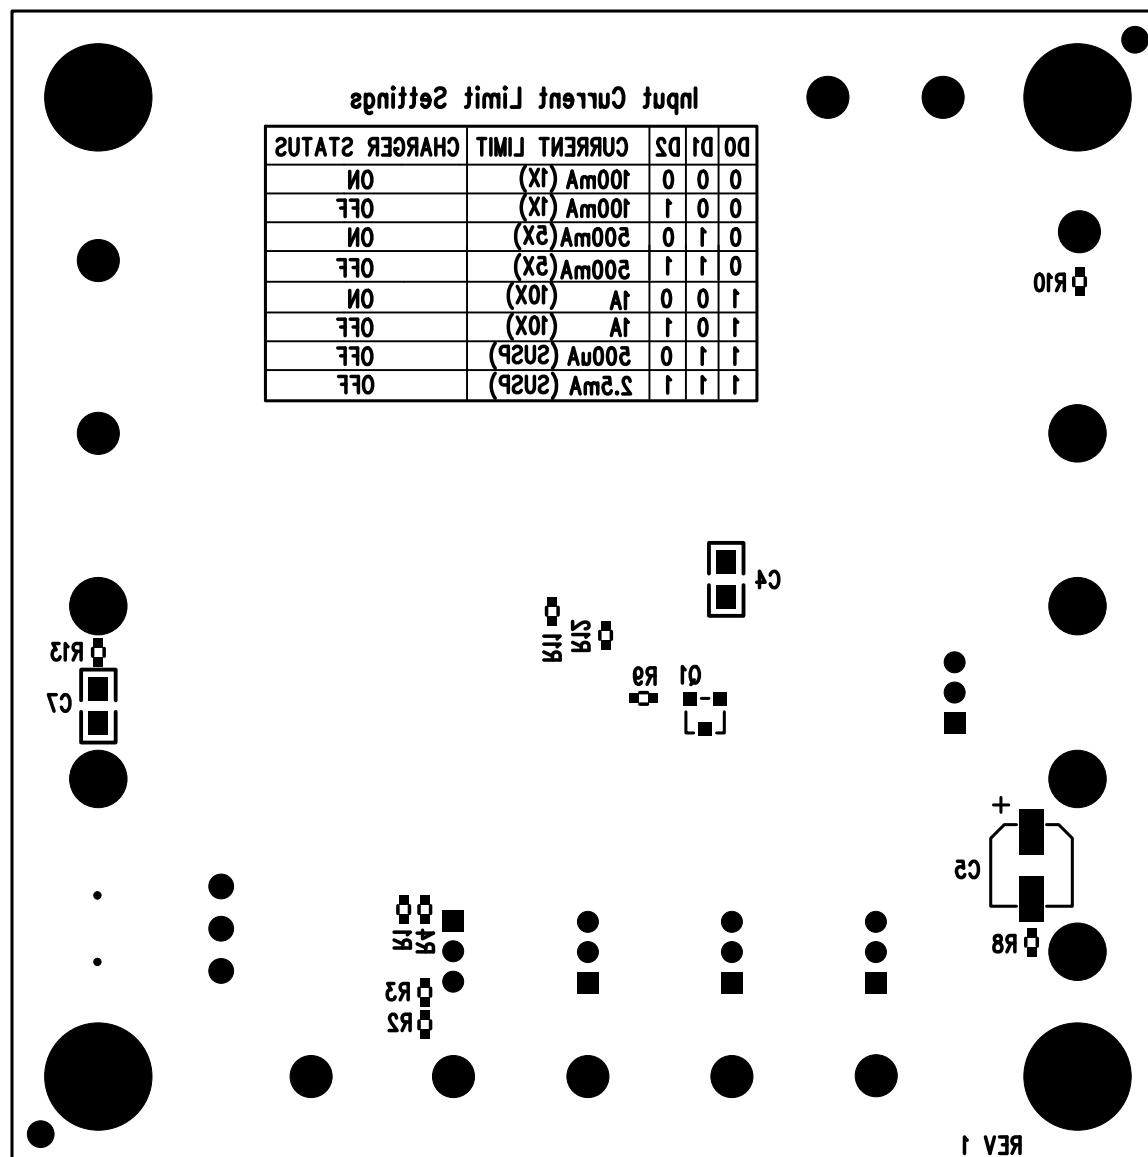 Input Current Limit Settings
D0 D1 D2 CURRENT LIMIT CHARGER STATUS
0 0 0 100mA (1X) ON
0 0 1 100mA (1X) OFF
0 1 0 500mA (5X) ON
0 1 1 500mA (5X) OFF
1 0 0 1A (10X) ON
1 0 1 1A (10X) OFF
1 1 0 500uA (SUSP) OFF
1 1 1 2.5mA (SUSP) OFF
R10
C4
R11
R12
R13
R9
Q1
C7
+
C5
R1
R4
R8
R3
R2
REV 1